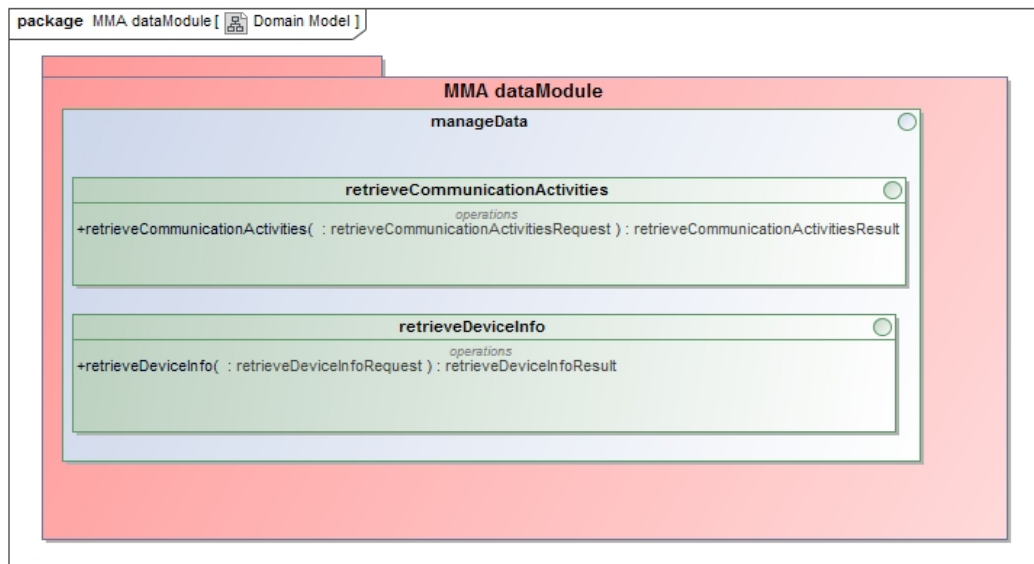 package MMA dataModule [ Domain Model ]
MMA dataModule
manageData
retrieveCommunicationActivities
operations
+retrieveCommunicationActivities( : retrieveCommunicationActivitiesRequest ) : retrieveCommunicationActivitiesResult
retrieveDeviceInfo
operations
+retrieveDeviceInfo( : retrieveDeviceInfoRequest ) : retrieveDeviceInfoResult